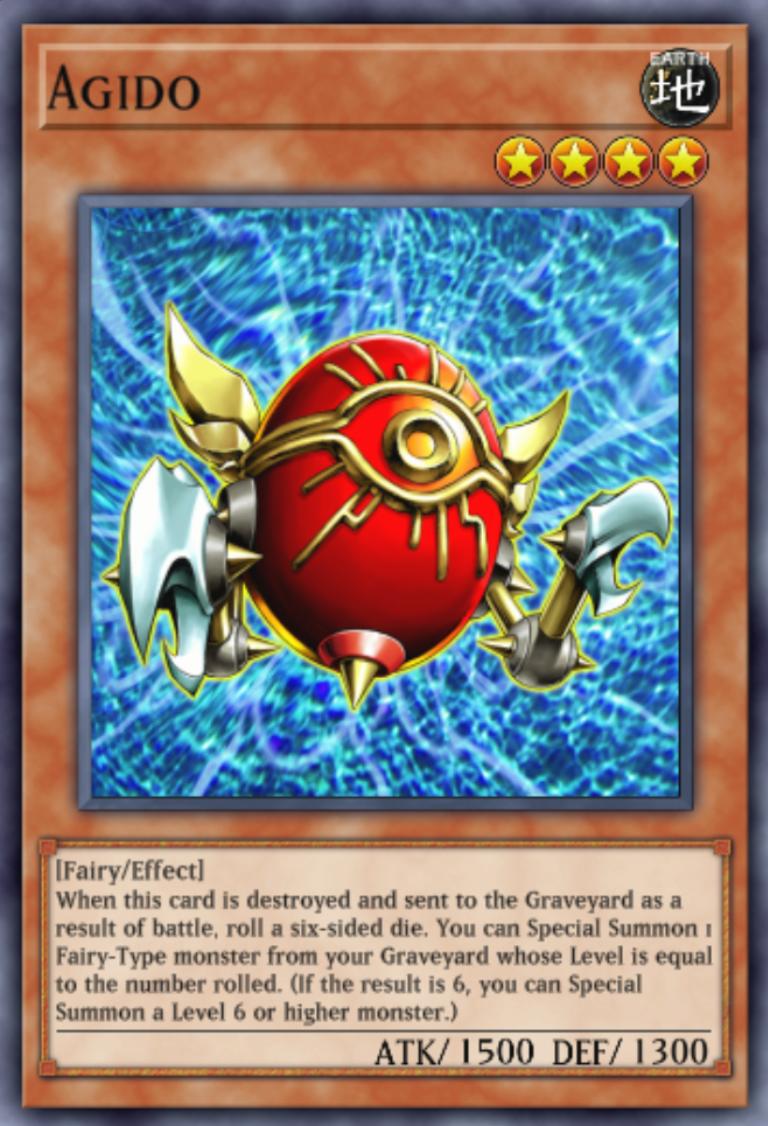 AGIDO
EARTH
地
[Fairy/Effect]
When this card is destroyed and sent to the Graveyard as a
result of battle, roll a six-sided die. You can Special Summon 1
Fairy-Type monster from your Graveyard whose Level is equal
to the number rolled. (If the result is 6, you can Special
Summon a Level 6 or higher monster.)
ATK/ 1500 DEF/ 1300